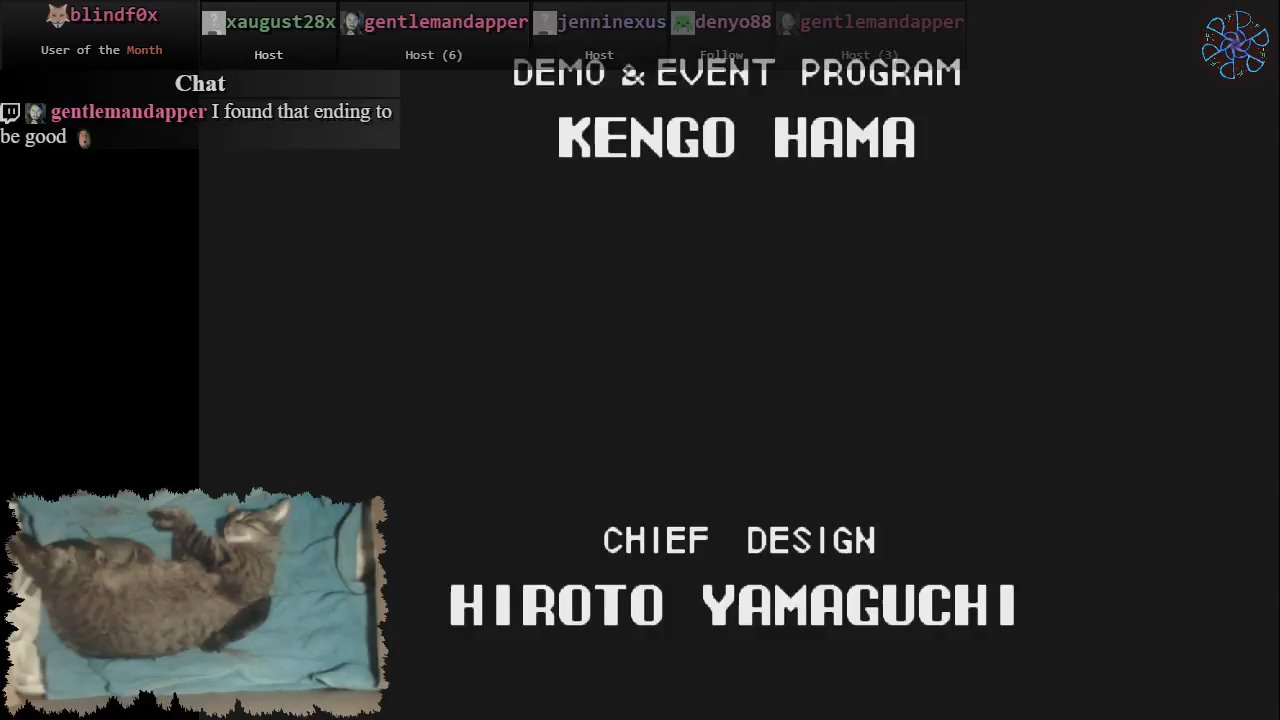 blindf0x
User of the Month
xaugust28x
Host
gentlemandapper
Host (6)
jenninexus
Host
denyo88
Follow
gentlemandapper
Host (3)
Chat
gentlemandapper I found that ending to
be good
DEMO & EVENT PROGRAM
KENGO HAMA
CHIEF DESIGN
HIROTO YAMAGUCHI